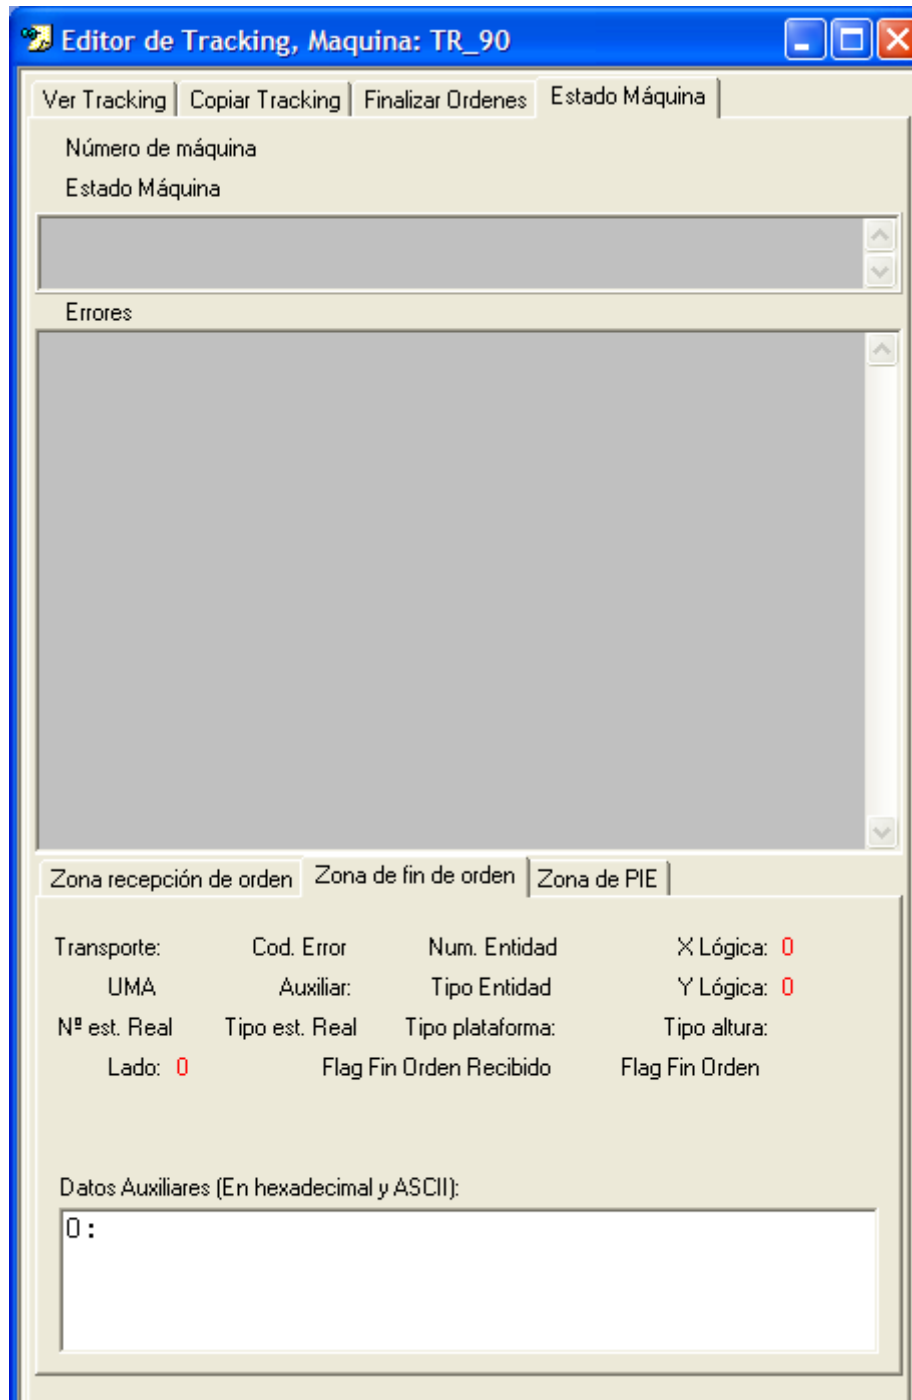 Editor de Tracking, Maquina: TR_90
Ver Tracking Copiar Tracking Finalizar Ordenes Estado Máquina
Número de máquina
Estado Máquina
Errores
Zona recepción de orden Zona de fin de orden Zona de PIE
Transporte: Cod. Error Num. Entidad X Lógica: 0
UMA Auxiliar: Tipo Entidad Y Lógica: 0
Nº est. Real Tipo est. Real Tipo plataforma: Tipo altura:
Lado: 0 Flag Fin Orden Recibido Flag Fin Orden
Datos Auxiliares (En hexadecimal y ASCII):
0: